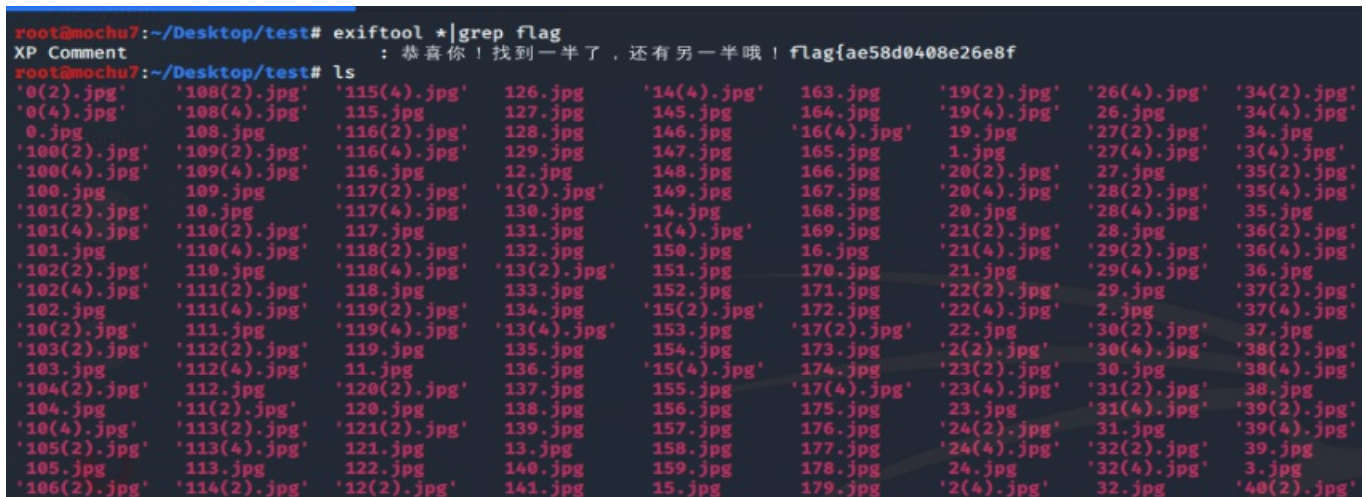 root@mochu7:~/Desktop/test# exiftool *|grep flag
XP Comment : 恭喜你！找到一半了，还有另一半哦！flag{ae58d0408e26e8f
root@mochu7:~/Desktop/test# ls
'0(2).jpg' '108(2).jpg' '115(4).jpg' 126.jpg '14(4).jpg' 163.jpg '19(2).jpg' '26(4).jpg' '34(2).jpg'
'0(4).jpg' '108(4).jpg' 115.jpg 127.jpg 145.jpg 164.jpg '19(4).jpg' 26.jpg '34(4).jpg'
0.jpg 108.jpg '116(2).jpg' 128.jpg 146.jpg '16(4).jpg' 19.jpg '27(2).jpg' 34.jpg
'100(2).jpg' '109(2).jpg' '116(4).jpg' 129.jpg 147.jpg 165.jpg 1.jpg '27(4).jpg' '3(4).jpg'
'100(4).jpg' '109(4).jpg' 116.jpg 12.jpg 148.jpg 166.jpg '20(2).jpg' 27.jpg '35(2).jpg'
100.jpg 109.jpg '117(2).jpg' '1(2).jpg' 149.jpg 167.jpg '20(4).jpg' '28(2).jpg' '35(4).jpg'
'101(2).jpg' 10.jpg '117(4).jpg' 130.jpg 14.jpg 168.jpg 20.jpg '28(4).jpg' 35.jpg
'101(4).jpg' '110(2).jpg' 117.jpg 131.jpg '1(4).jpg' 169.jpg '21(2).jpg' 28.jpg '36(2).jpg'
101.jpg '110(4).jpg' '118(2).jpg' 132.jpg 150.jpg 16.jpg '21(4).jpg' '29(2).jpg' '36(4).jpg'
'102(2).jpg' 110.jpg '118(4).jpg' '13(2).jpg' 151.jpg 170.jpg 21.jpg '29(4).jpg' 36.jpg
'102(4).jpg' '111(2).jpg' 118.jpg 133.jpg 152.jpg 171.jpg '22(2).jpg' 29.jpg '37(2).jpg'
102.jpg '111(4).jpg' '119(2).jpg' 134.jpg '15(2).jpg' 172.jpg '22(4).jpg' 2.jpg '37(4).jpg'
'10(2).jpg' 111.jpg '119(4).jpg' '13(4).jpg' 153.jpg '17(2).jpg' 22.jpg '30(2).jpg' 37.jpg
'103(2).jpg' '112(2).jpg' 119.jpg 135.jpg 154.jpg 173.jpg '2(2).jpg' '30(4).jpg' '38(2).jpg'
103.jpg '112(4).jpg' 11.jpg 136.jpg '15(4).jpg' 174.jpg '23(2).jpg' 30.jpg '38(4).jpg'
'104(2).jpg' 112.jpg '120(2).jpg' 137.jpg 155.jpg '17(4).jpg' '23(4).jpg' '31(2).jpg' 38.jpg
104.jpg '11(2).jpg' 120.jpg 138.jpg 156.jpg 175.jpg 23.jpg '31(4).jpg' '39(2).jpg'
'10(4).jpg' '113(2).jpg' '121(2).jpg' 139.jpg 157.jpg 176.jpg '24(2).jpg' 31.jpg '39(4).jpg'
'105(2).jpg' '113(4).jpg' 121.jpg 13.jpg 158.jpg 177.jpg '24(4).jpg' '32(2).jpg' 39.jpg
105.jpg 113.jpg 122.jpg 140.jpg 159.jpg 178.jpg 24.jpg '32(4).jpg' 3.jpg
'106(2).jpg' '114(2).jpg' '12(2).jpg' 141.jpg 15.jpg 179.jpg '2(4).jpg' 32.jpg '40(2).jpg'